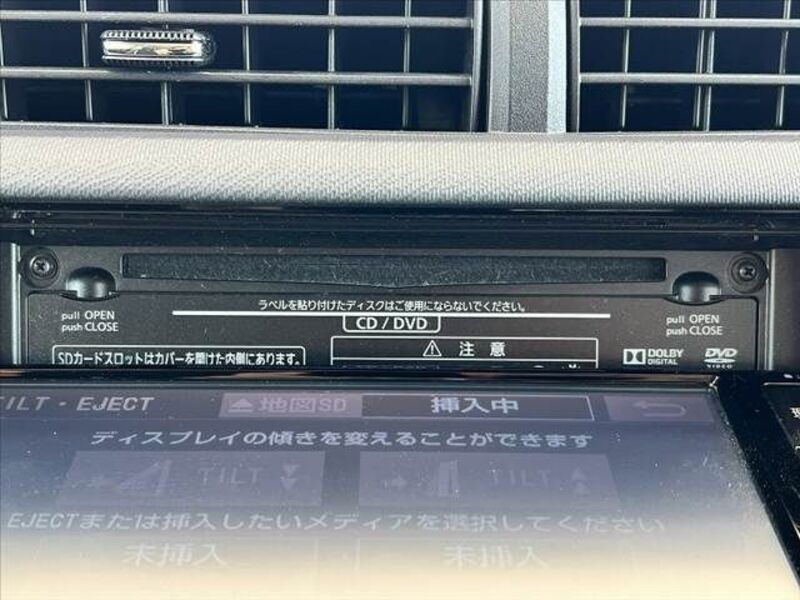 ラベルを貼り付けたディスクはご使用にならないでください。
pull OPEN
push CLOSE
CD / DVD
pull OPEN
push CLOSE
SDカードスロットはカバーを開けた内側にあります。
注 意
DOLBY
DIGITAL
DVD
VIDEO
TILT・EJECT
地図SD
挿入中
ディスプレイの傾きを変えることができます
TILT
TILT
EJECTまたは挿入したいメディアを選択してください
未挿入
未挿入